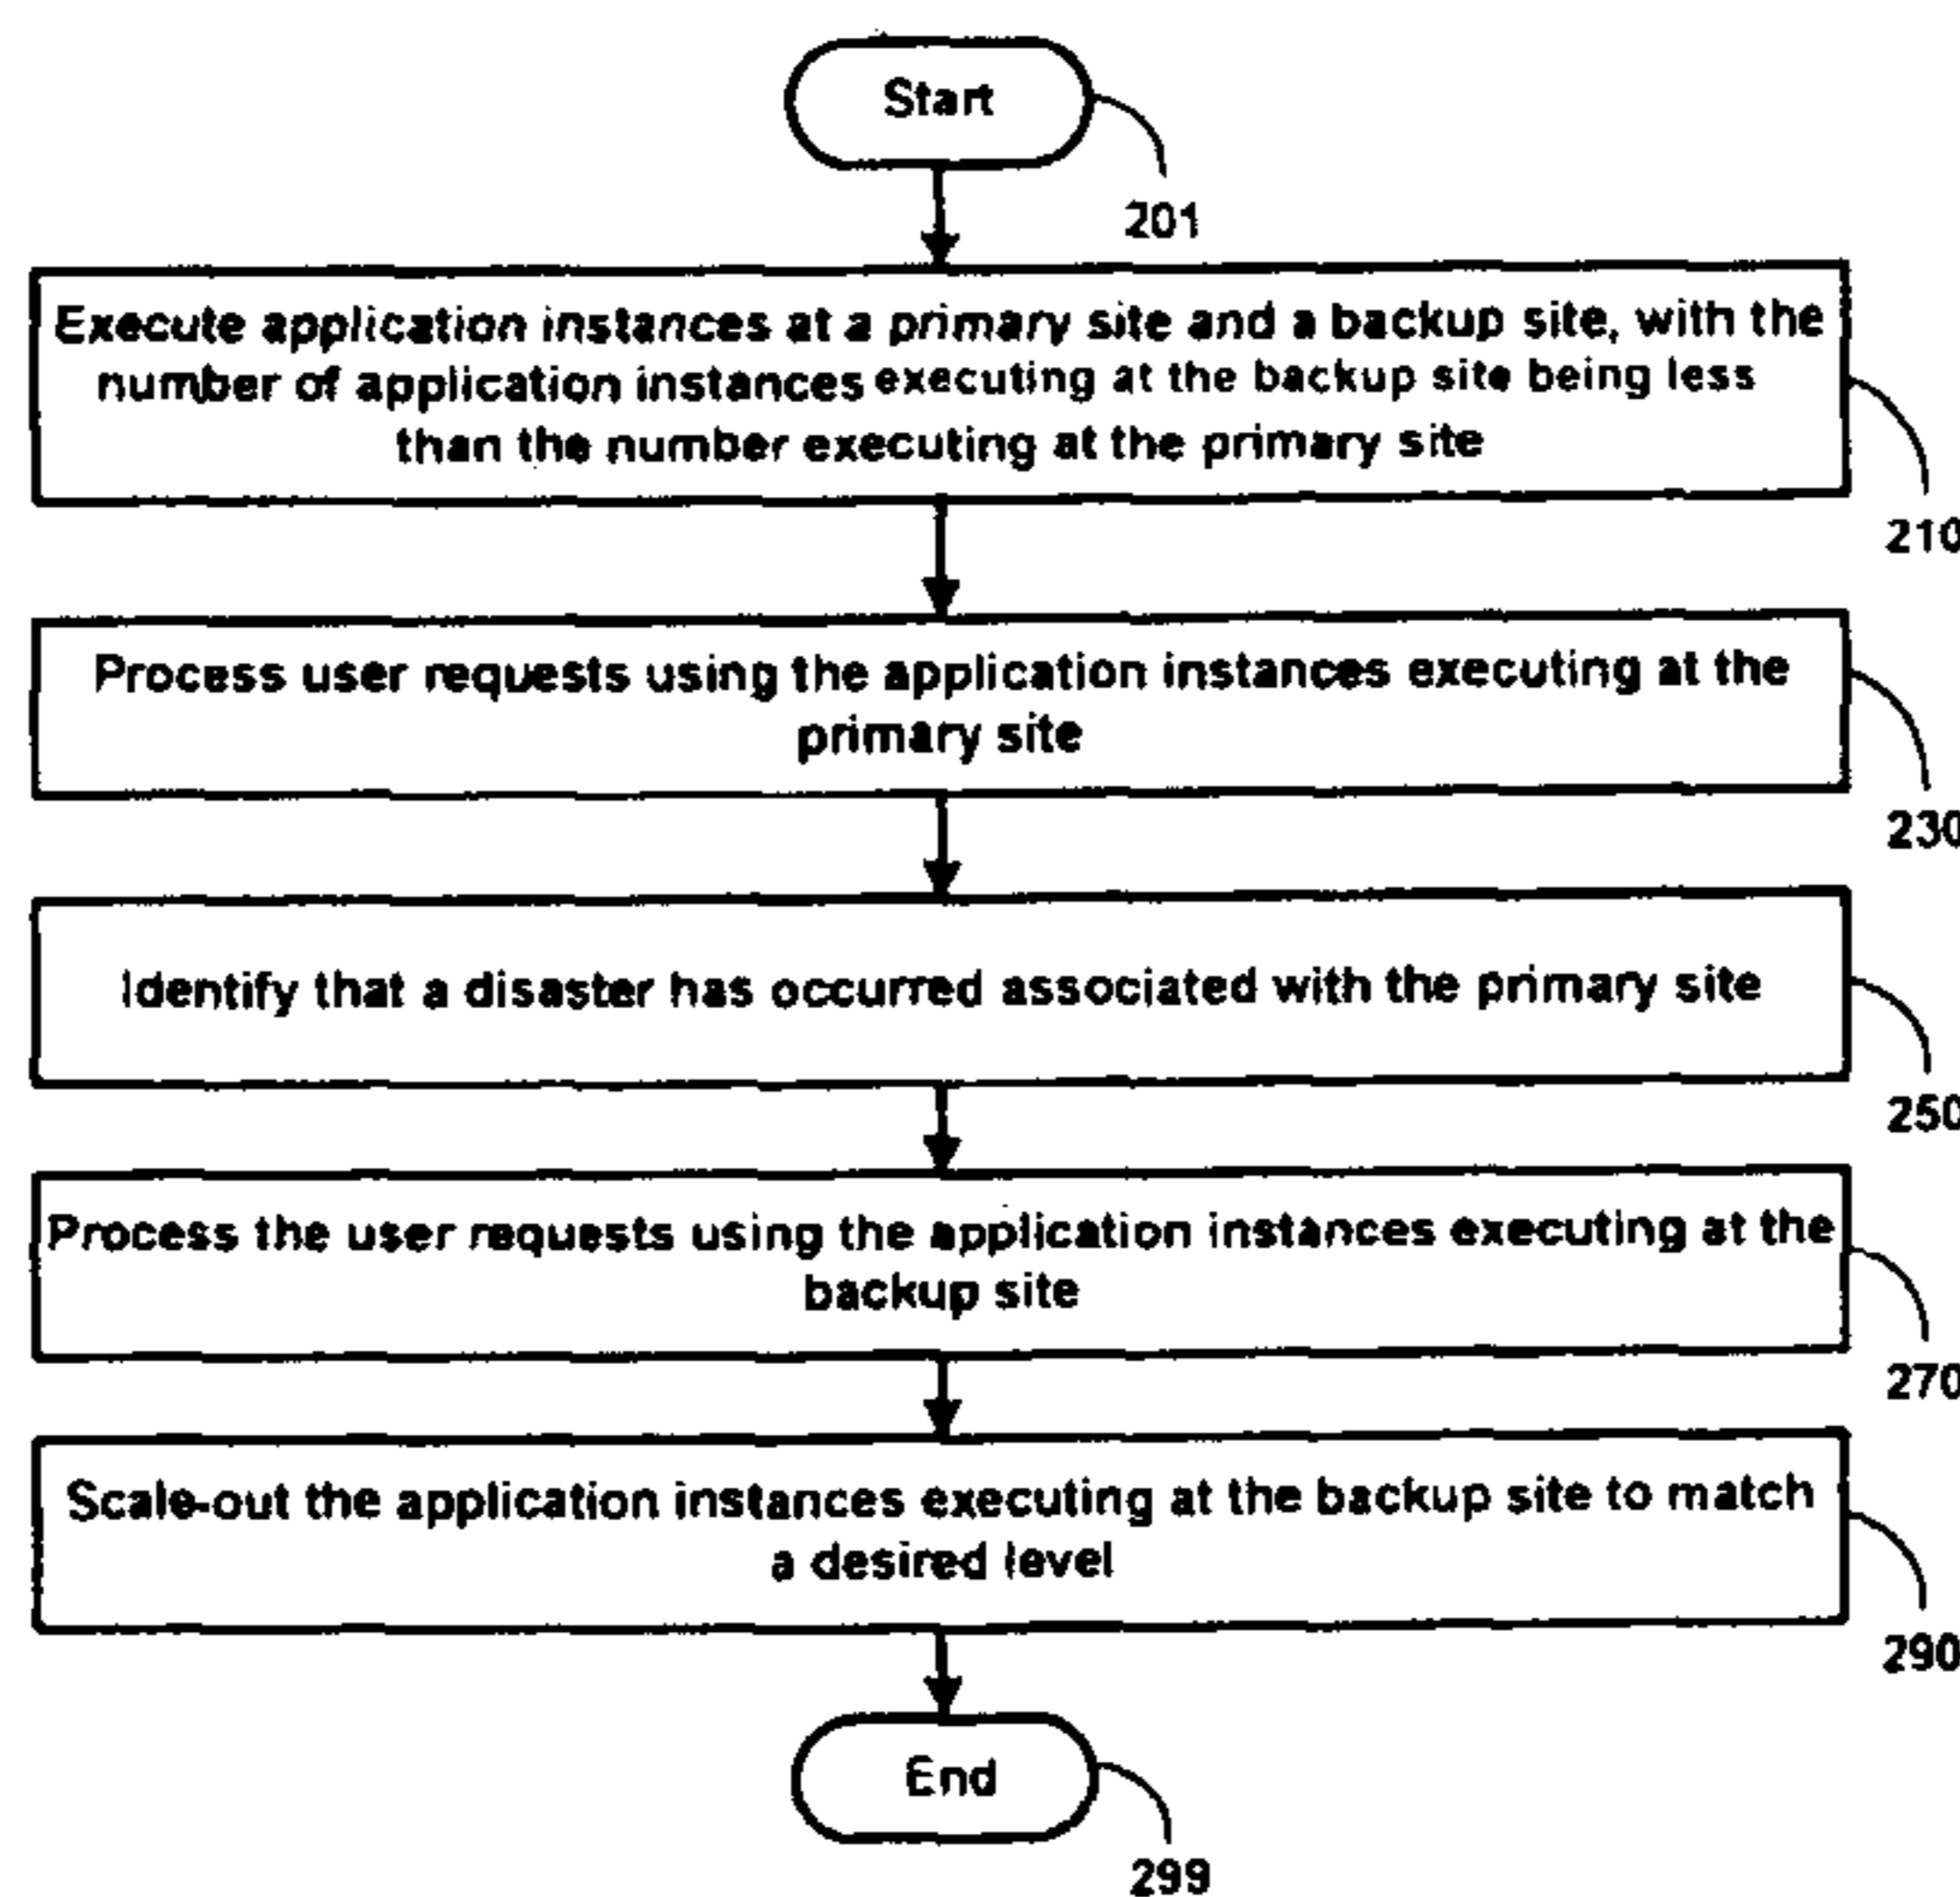 Start
201
Execute application instances at a primary site and a backup site, with the
number of application instances executing at the backup site being less
than the number executing at the primary site
210
Process user requests using the application instances executing at the
primary site
230
Identify that a disaster has occurred associated with the primary site
250
Process the user requests using the application instances executing at the
backup site
270
Scale-out the application instances executing at the backup site to match
a desired level
290
End
299